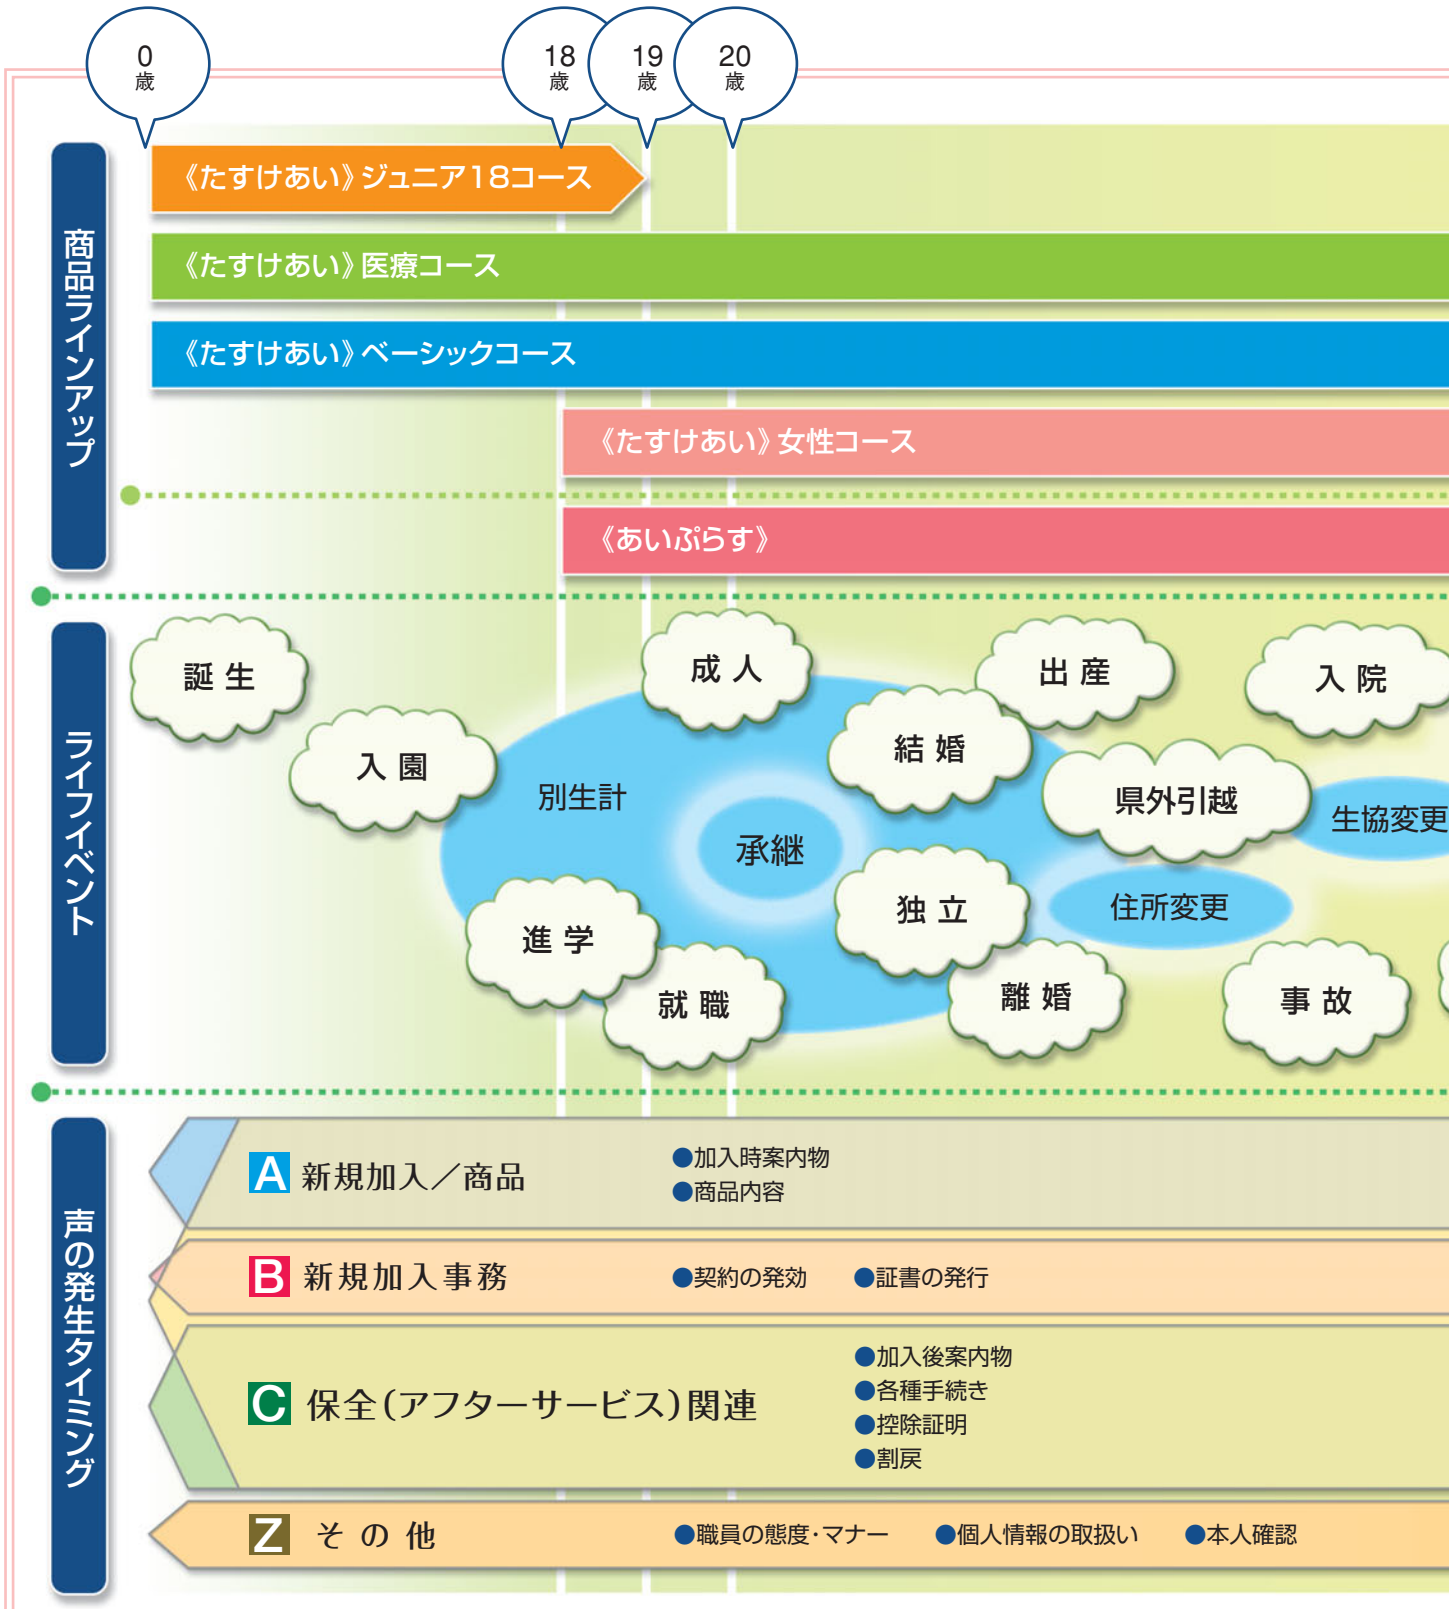 0
歳
18
歳
19
歳
20
歳
商品ラインアップ
《たすけあい》ジュニア18コース
《たすけあい》医療コース
《たすけあい》ベーシックコース
《たすけあい》女性コース
《あいぷらす》
ライフイベント
誕生
入園
成人
出産
入院
結婚
別生計
県外引越
生協変更
承継
独立
住所変更
進学
就職
離婚
事故
声の発生タイミング
A 新規加入／商品
●加入時案内物
●商品内容
B 新規加入事務 ●契約の発効 ●証書の発行
C 保全(アフターサービス)関連
●加入後案内物
●各種手続き
●控除証明
●割戻
Z その他 ●職員の態度・マナー ●個人情報の取扱い ●本人確認